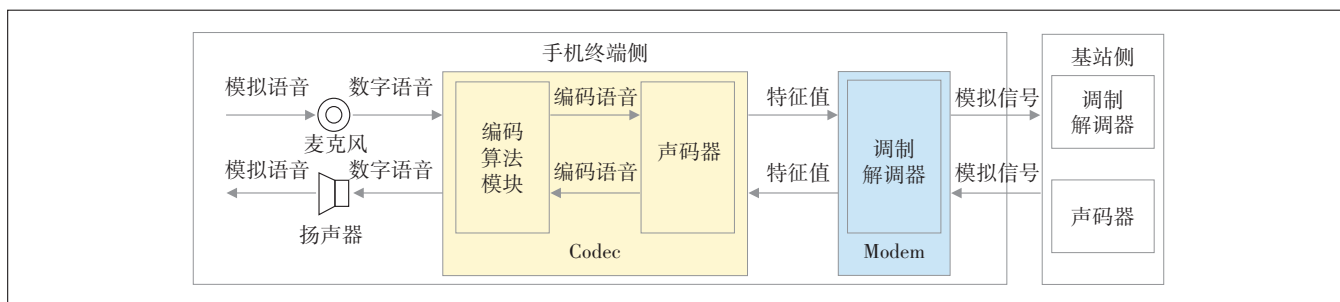 手机终端侧
基站侧
模拟语音
数字语音
编码语音
特征值
模拟信号
麦克风
编码
算法
模块
声码器
调制
解调器
调制
解调器
模拟语音
数字语音
编码语音
特征值
模拟信号
扬声器
声码器
Codec
Modem